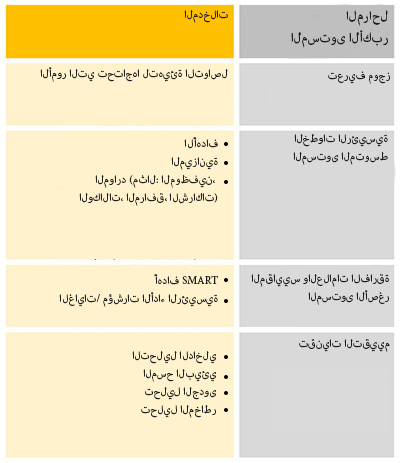 المراحل
المستوى الأكبر
المدخلات
تعريف موجز
الأمور التي تحتاجها لتهيئة التواصل
الخطوات الرئيسية
المستوى المتوسط
• الأهداف
• الميزانية
• الموارد (مثال: الموظفين،
الوكالات، المرافق، الشراكات)
المقاييس والعلامات الفارقة
المستوى الأصغر
• أهداف SMART
• الغايات/ مؤشرات الأداء الرئيسية
تقنيات التقييم
• التحليل الداخلي
• المسح البيئي
• تحليل الجدوى
• تحليل المخاطر